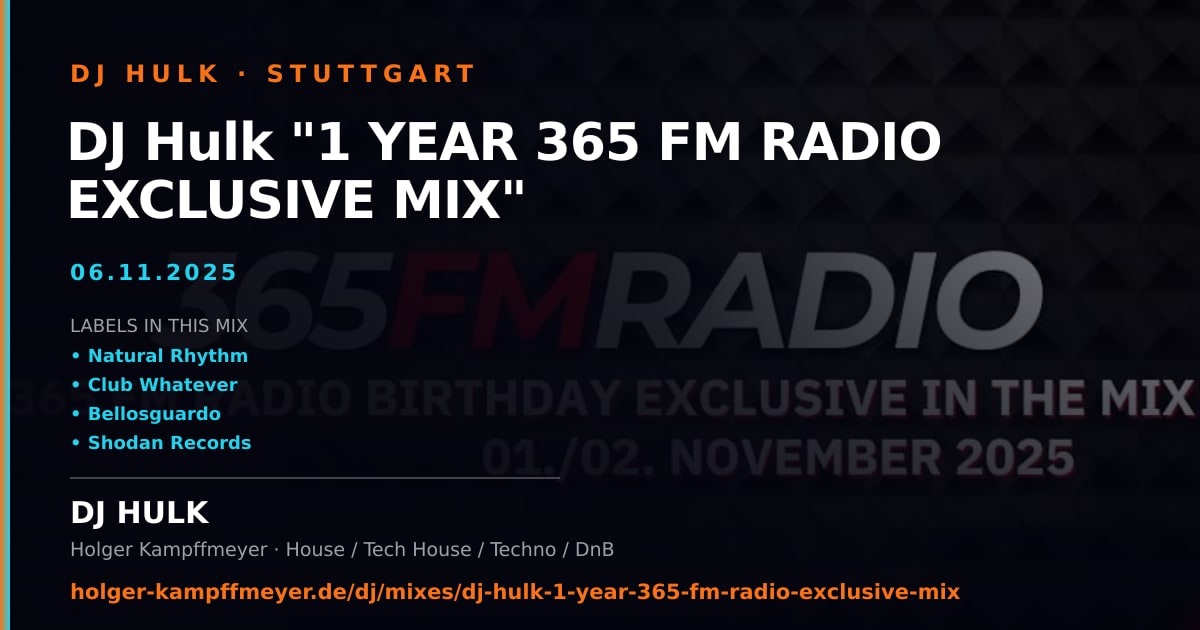 DJ HULK · STUTTGART
DJ Hulk "1 YEAR 365 FM RADIO
EXCLUSIVE MIX"
06.11.2025
365FMRADIO
LABELS IN THIS MIX
• Natural Rhythm
• Club Whatever
• Bellosguardo
• Shodan Records
365 FM RADIO BIRTHDAY EXCLUSIVE IN THE MIX
01./02. NOVEMBER 2025
DJ HULK
Holger Kampffmeyer · House / Tech House / Techno / DnB
holger-kampffmeyer.de/dj/mixes/dj-hulk-1-year-365-fm-radio-exclusive-mix